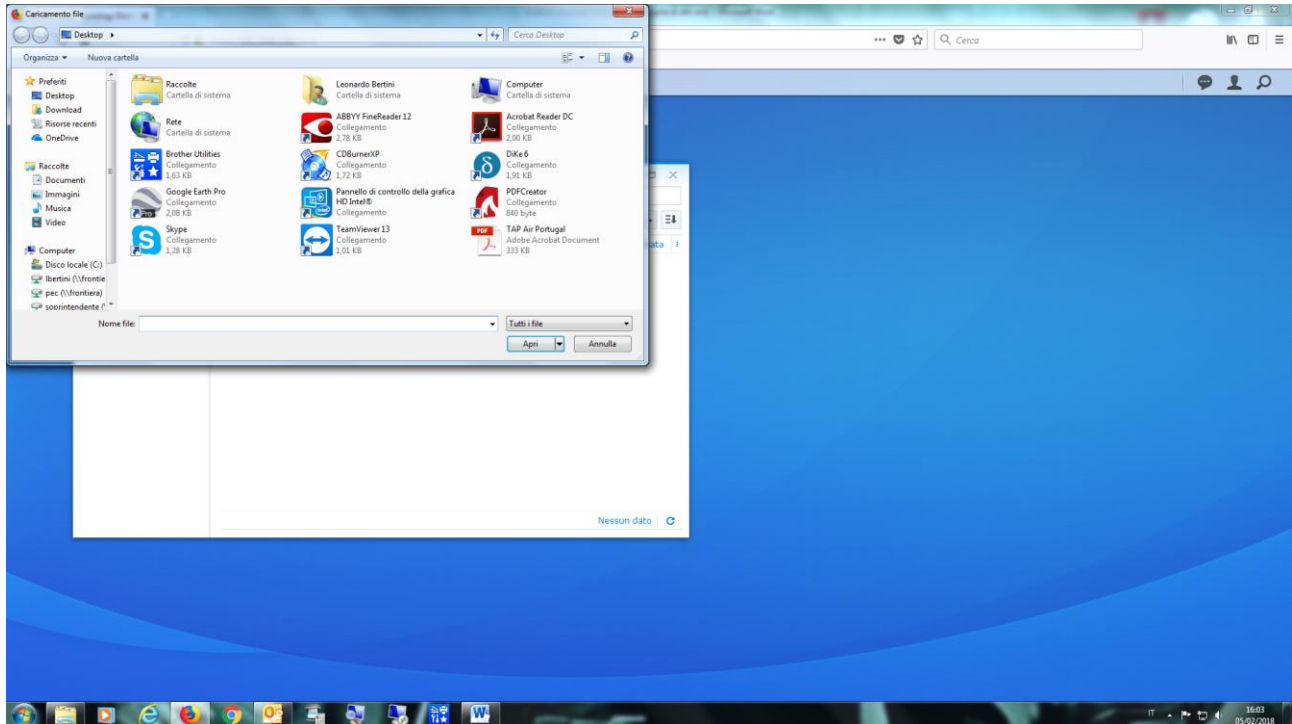 Caricamento file
Desktop
Cerca Desktop
Cerca
Organizza
Nuova cartella
Preferiti
Desktop
Download
Risorse recenti
OneDrive
Raccolte
Documenti
Immagini
Musica
Video
Computer
Disco locale (C:)
lbertini (\\frontie
pec (\\frontiera)
soprintendente (
Raccolte
Cartella di sistema
Leonardo Bertini
Cartella di sistema
Computer
Cartella di sistema
Rete
Cartella di sistema
ABBYY FineReader 12
Collegamento
2,78 KB
Acrobat Reader DC
Collegamento
2,00 KB
Brother Utilities
Collegamento
1,63 KB
CDBurnerXP
Collegamento
1,72 KB
DiKe 6
Collegamento
1,91 KB
Google Earth Pro
Collegamento
2,08 KB
Pannello di controllo della grafica
HD Intel®
Collegamento
PDFCreator
Collegamento
840 byte
Skype
Collegamento
1,28 KB
TeamViewer 13
Collegamento
1,01 KB
TAP Air Portugal
Adobe Acrobat Document
333 KB
Nome file:
Tutti i file
Apri
Annulla
Nessun dato
IT
16:03
05/02/2018